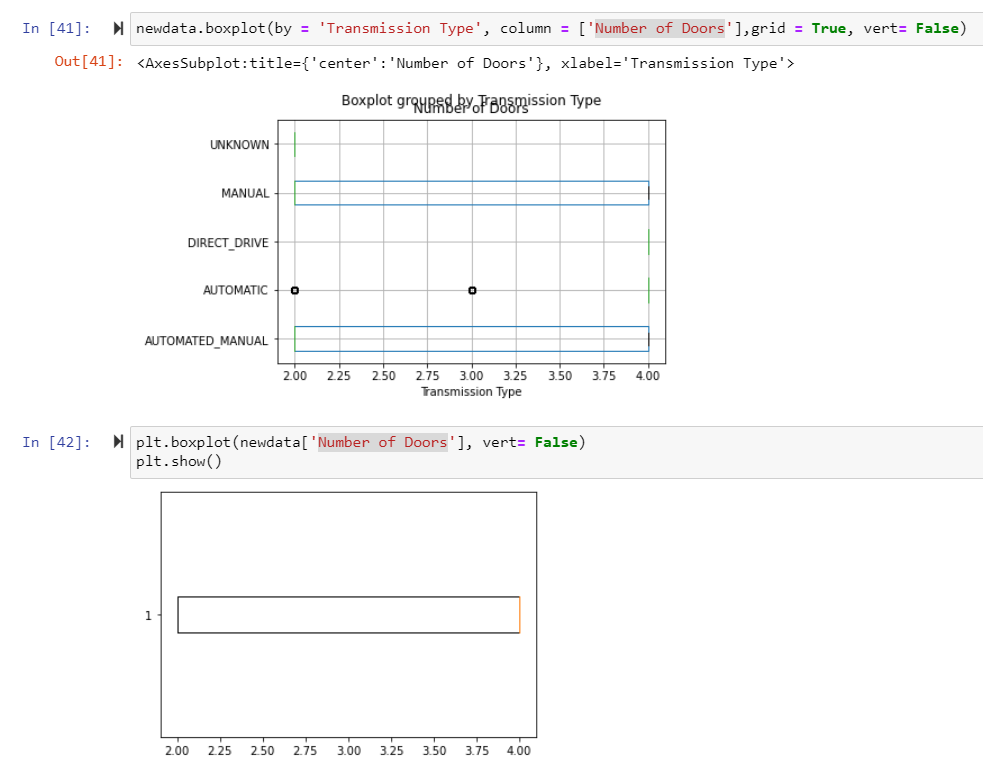 In [41]: newdata.boxplot(by = 'Transmission Type', column = ['Number of Doors'],grid = True, vert= False)
Out[41]: <AxesSubplot:title={'center':'Number of Doors'}, xlabel='Transmission Type'>
Boxplot grouped by Transmission Type
Number of Doors
UNKNOWN
MANUAL
DIRECT_DRIVE
AUTOMATIC
AUTOMATED_MANUAL
2.00 2.25 2.50 2.75 3.00 3.25 3.50 3.75 4.00
Transmission Type
In [42]: plt.boxplot(newdata['Number of Doors'], vert= False)
plt.show()
1
2.00 2.25 2.50 2.75 3.00 3.25 3.50 3.75 4.00